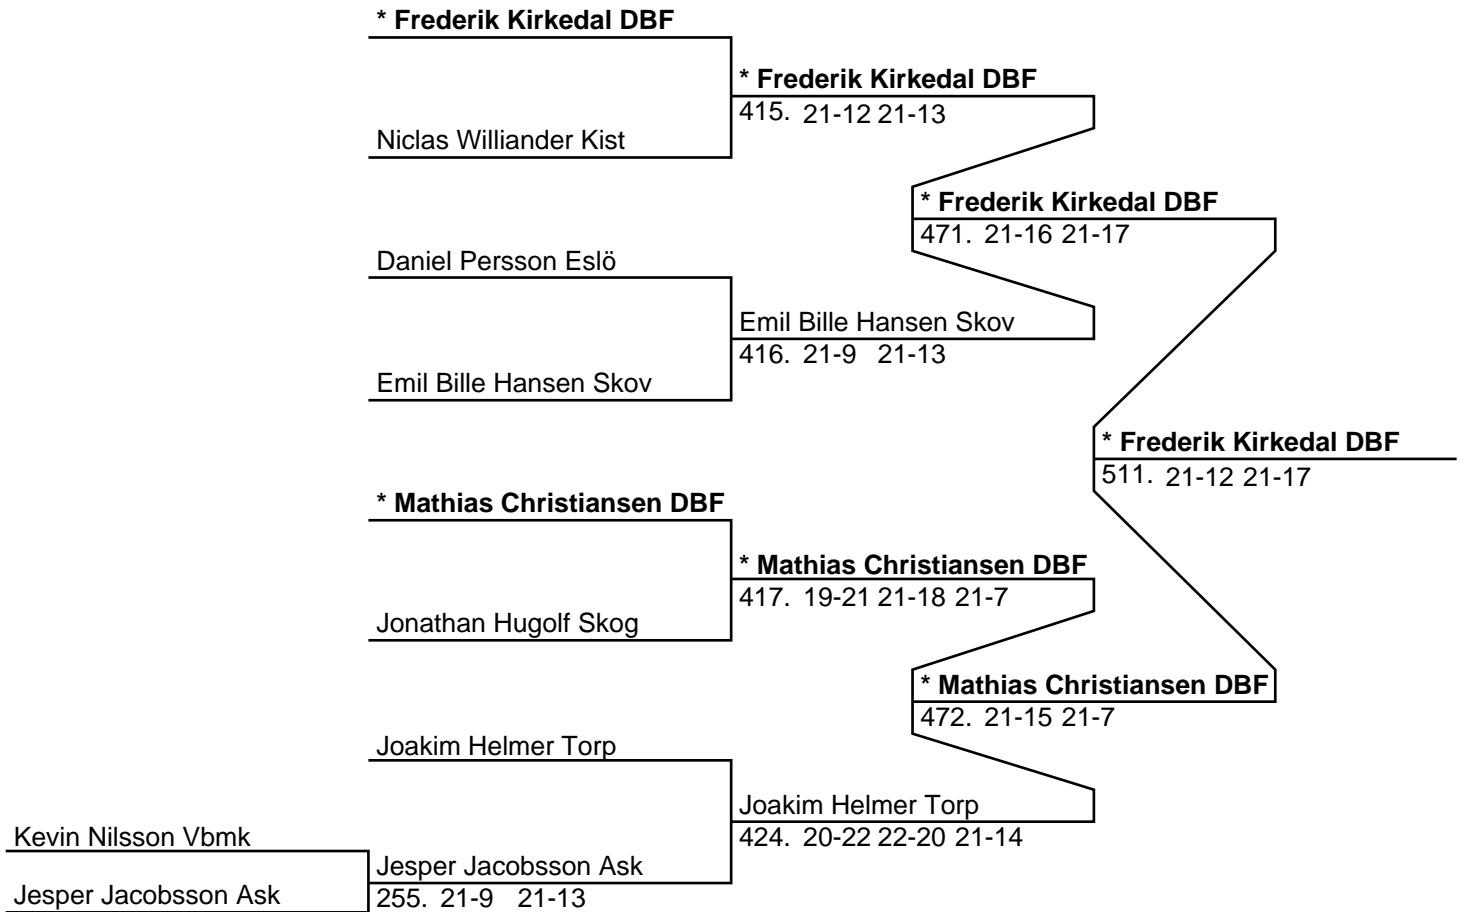 * Frederik Kirkedal DBF
* Frederik Kirkedal DBF
415. 21-12 21-13
Niclas Williander Kist
* Frederik Kirkedal DBF
471. 21-16 21-17
Daniel Persson Eslö
Emil Bille Hansen Skov
416. 21-9 21-13
Emil Bille Hansen Skov
* Frederik Kirkedal DBF
511. 21-12 21-17
* Mathias Christiansen DBF
* Mathias Christiansen DBF
417. 19-21 21-18 21-7
Jonathan Hugolf Skog
* Mathias Christiansen DBF
472. 21-15 21-7
Joakim Helmer Torp
Joakim Helmer Torp
424. 20-22 22-20 21-14
Kevin Nilsson Vbmk
Jesper Jacobsson Ask
Jesper Jacobsson Ask
255. 21-9 21-13